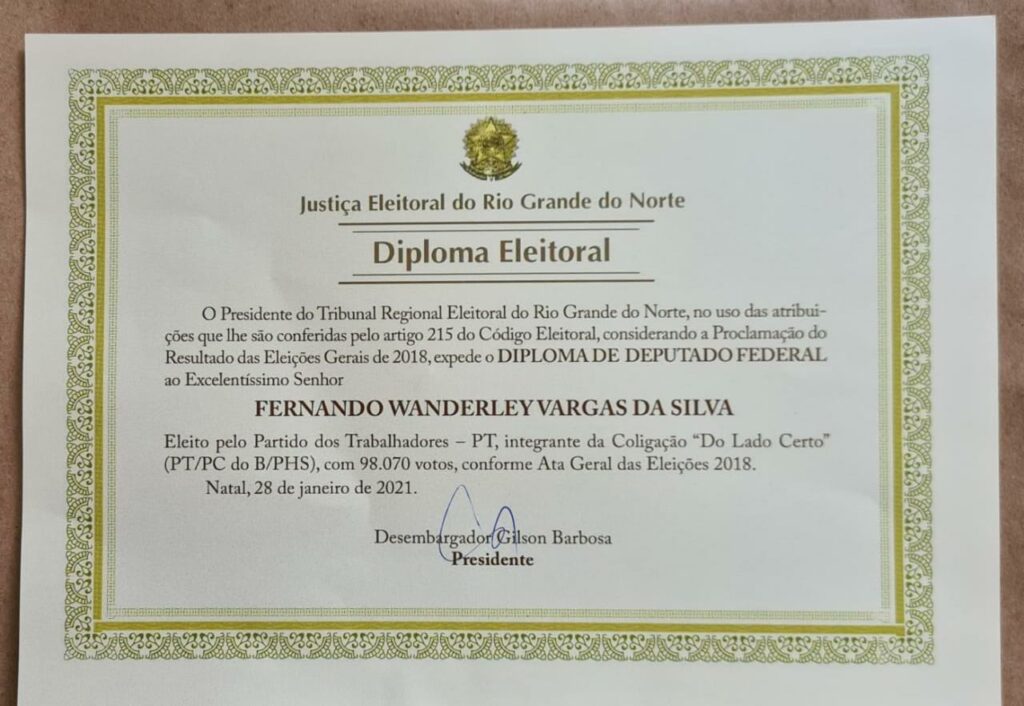 Justiça Eleitoral do Rio Grande do Norte
Diploma Eleitoral
O Presidente do Tribunal Regional Eleitoral do Rio Grande do Norte, no uso das atribui-
ções que lhe são conferidas pelo artigo 215 do Código Eleitoral, considerando a Proclamação do
Resultado das Eleições Gerais de 2018, expede o DIPLOMA DE DEPUTADO FEDERAL
ao Excelentíssimo Senhor
FERNANDO WANDERLEY VARGAS DA SILVA
Eleito pelo Partido dos Trabalhadores – PT, integrante da Coligação “Do Lado Certo”
(PT/PC do B/PHS), com 98.070 votos, conforme Ata Geral das Eleições 2018.
Natal, 28 de janeiro de 2021.
Desembargador Gilson Barbosa
Presidente